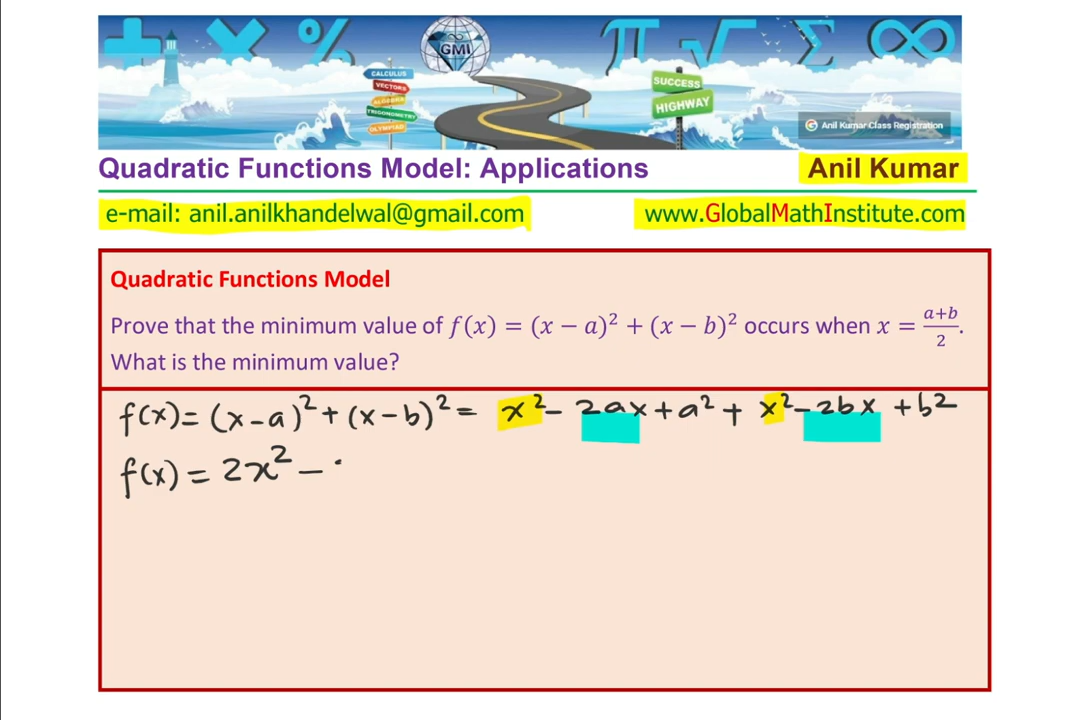 GMI
CALCULUS
VECTORS
ALGEBRA
TRIGONOMETRY
OLYMPIAD
SUCCESS
HIGHWAY
Anil Kumar Class Registration
Quadratic Functions Model: Applications Anil Kumar
e-mail: anil.anilkhandelwal@gmail.com www.GlobalMathInstitute.com
Quadratic Functions Model
Prove that the minimum value of f(x) = (x − a)² + (x − b)² occurs when x = (a+b)/2.
What is the minimum value?
f(x) = (x-a)² + (x-b)² = x² - 2ax + a² + x² - 2bx + b²
f(x) = 2x² -